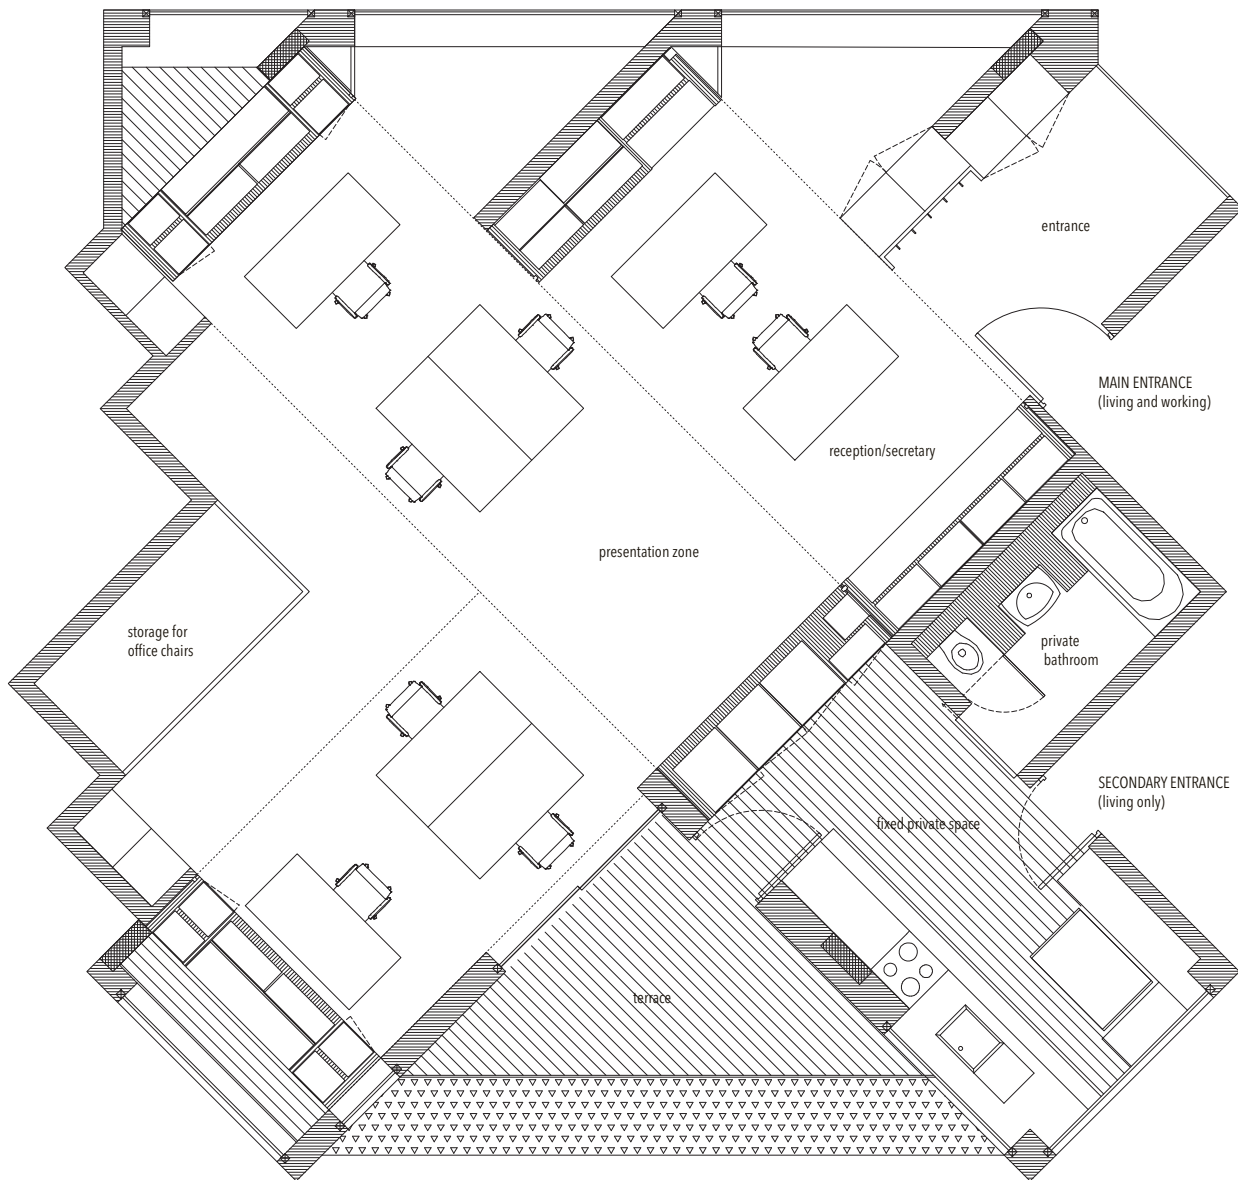 entrance
MAIN ENTRANCE
(living and working)
reception/secretary
presentation zone
storage for
office chairs
private
bathroom
SECONDARY ENTRANCE
(living only)
fixed private space
terrace